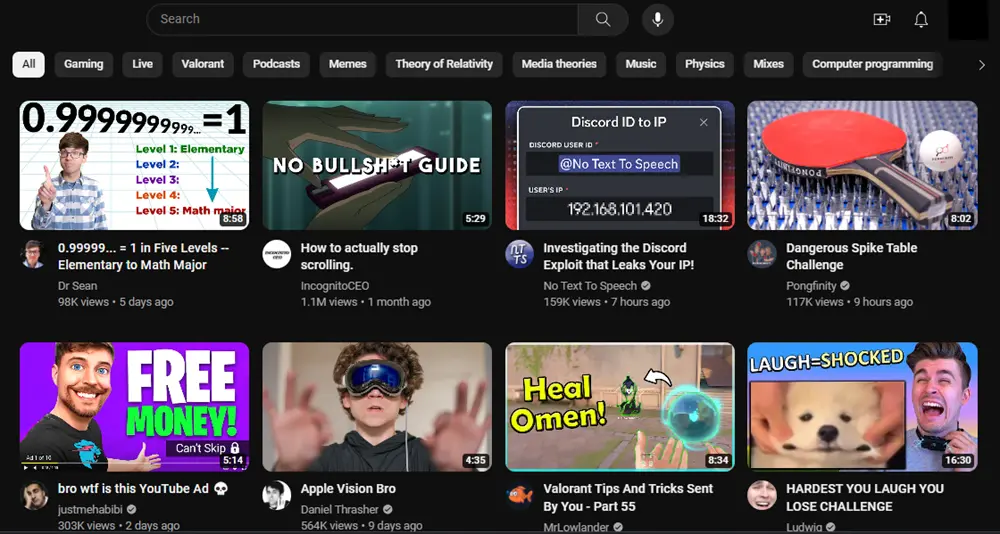 Search
All
Gaming
Live
Valorant
Podcasts
Memes
Theory of Relativity
Media theories
Music
Physics
Mixes
Computer programming
0.9999999999... =1
Level 1: Elementary
Level 2:
Level 3:
Level 4:
Level 5: Math major
8:58
NO BULLSH*T GUIDE
5:29
Discord ID to IP
DISCORD USER ID *
@No Text To Speech
USER'S IP *
192.168.101.420
18:32
8:02
0.99999... = 1 in Five Levels --
Elementary to Math Major
Dr Sean
98K views • 5 days ago
How to actually stop
scrolling.
IncognitoCEO
1.1M views • 1 month ago
NT
TS
Investigating the Discord
Exploit that Leaks Your IP!
No Text To Speech
159K views • 7 hours ago
Dangerous Spike Table
Challenge
Pongfinity
117K views • 9 hours ago
FREE
MONEY!
Can't Skip
Ad 1 of 10
5:14
4:35
Heal
Omen!
8:34
LAUGH=SHOCKED
16:30
bro wtf is this YouTube Ad 💀
justmehabibi
303K views • 2 days ago
Apple Vision Bro
Daniel Thrasher
564K views • 9 days ago
Valorant Tips And Tricks Sent
By You - Part 55
MrLowlander
HARDEST YOU LAUGH YOU
LOSE CHALLENGE
Ludwig